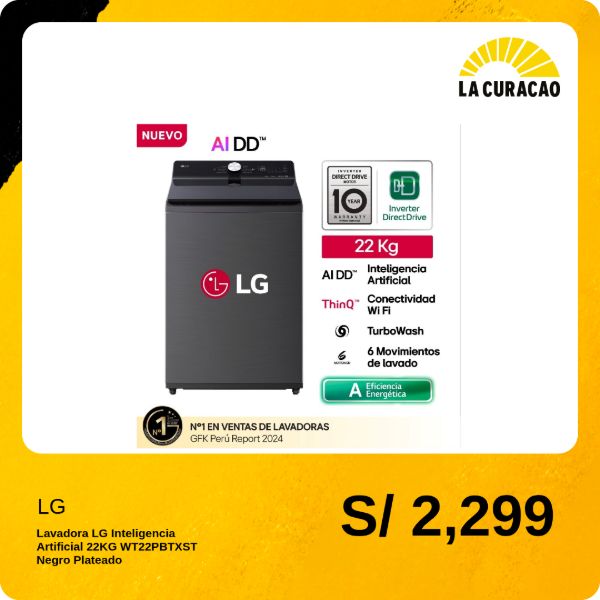 LA CURACAO
NUEVO
AI DD™
INVERTER
DIRECT DRIVE
MOTOR
10
YEAR
WARRANTY
Inverter
DirectDrive
22 Kg
AI DD™ Inteligencia
Artificial
ThinQ™ Conectividad
Wi Fi
TurboWash
6 Movimientos
de lavado
A Eficiencia
Energética
LG
N°1
N°1 EN VENTAS DE LAVADORAS
GFK Perú Report 2024
LG
Lavadora LG Inteligencia
Artificial 22KG WT22PBTXST
Negro Plateado
S/ 2,299